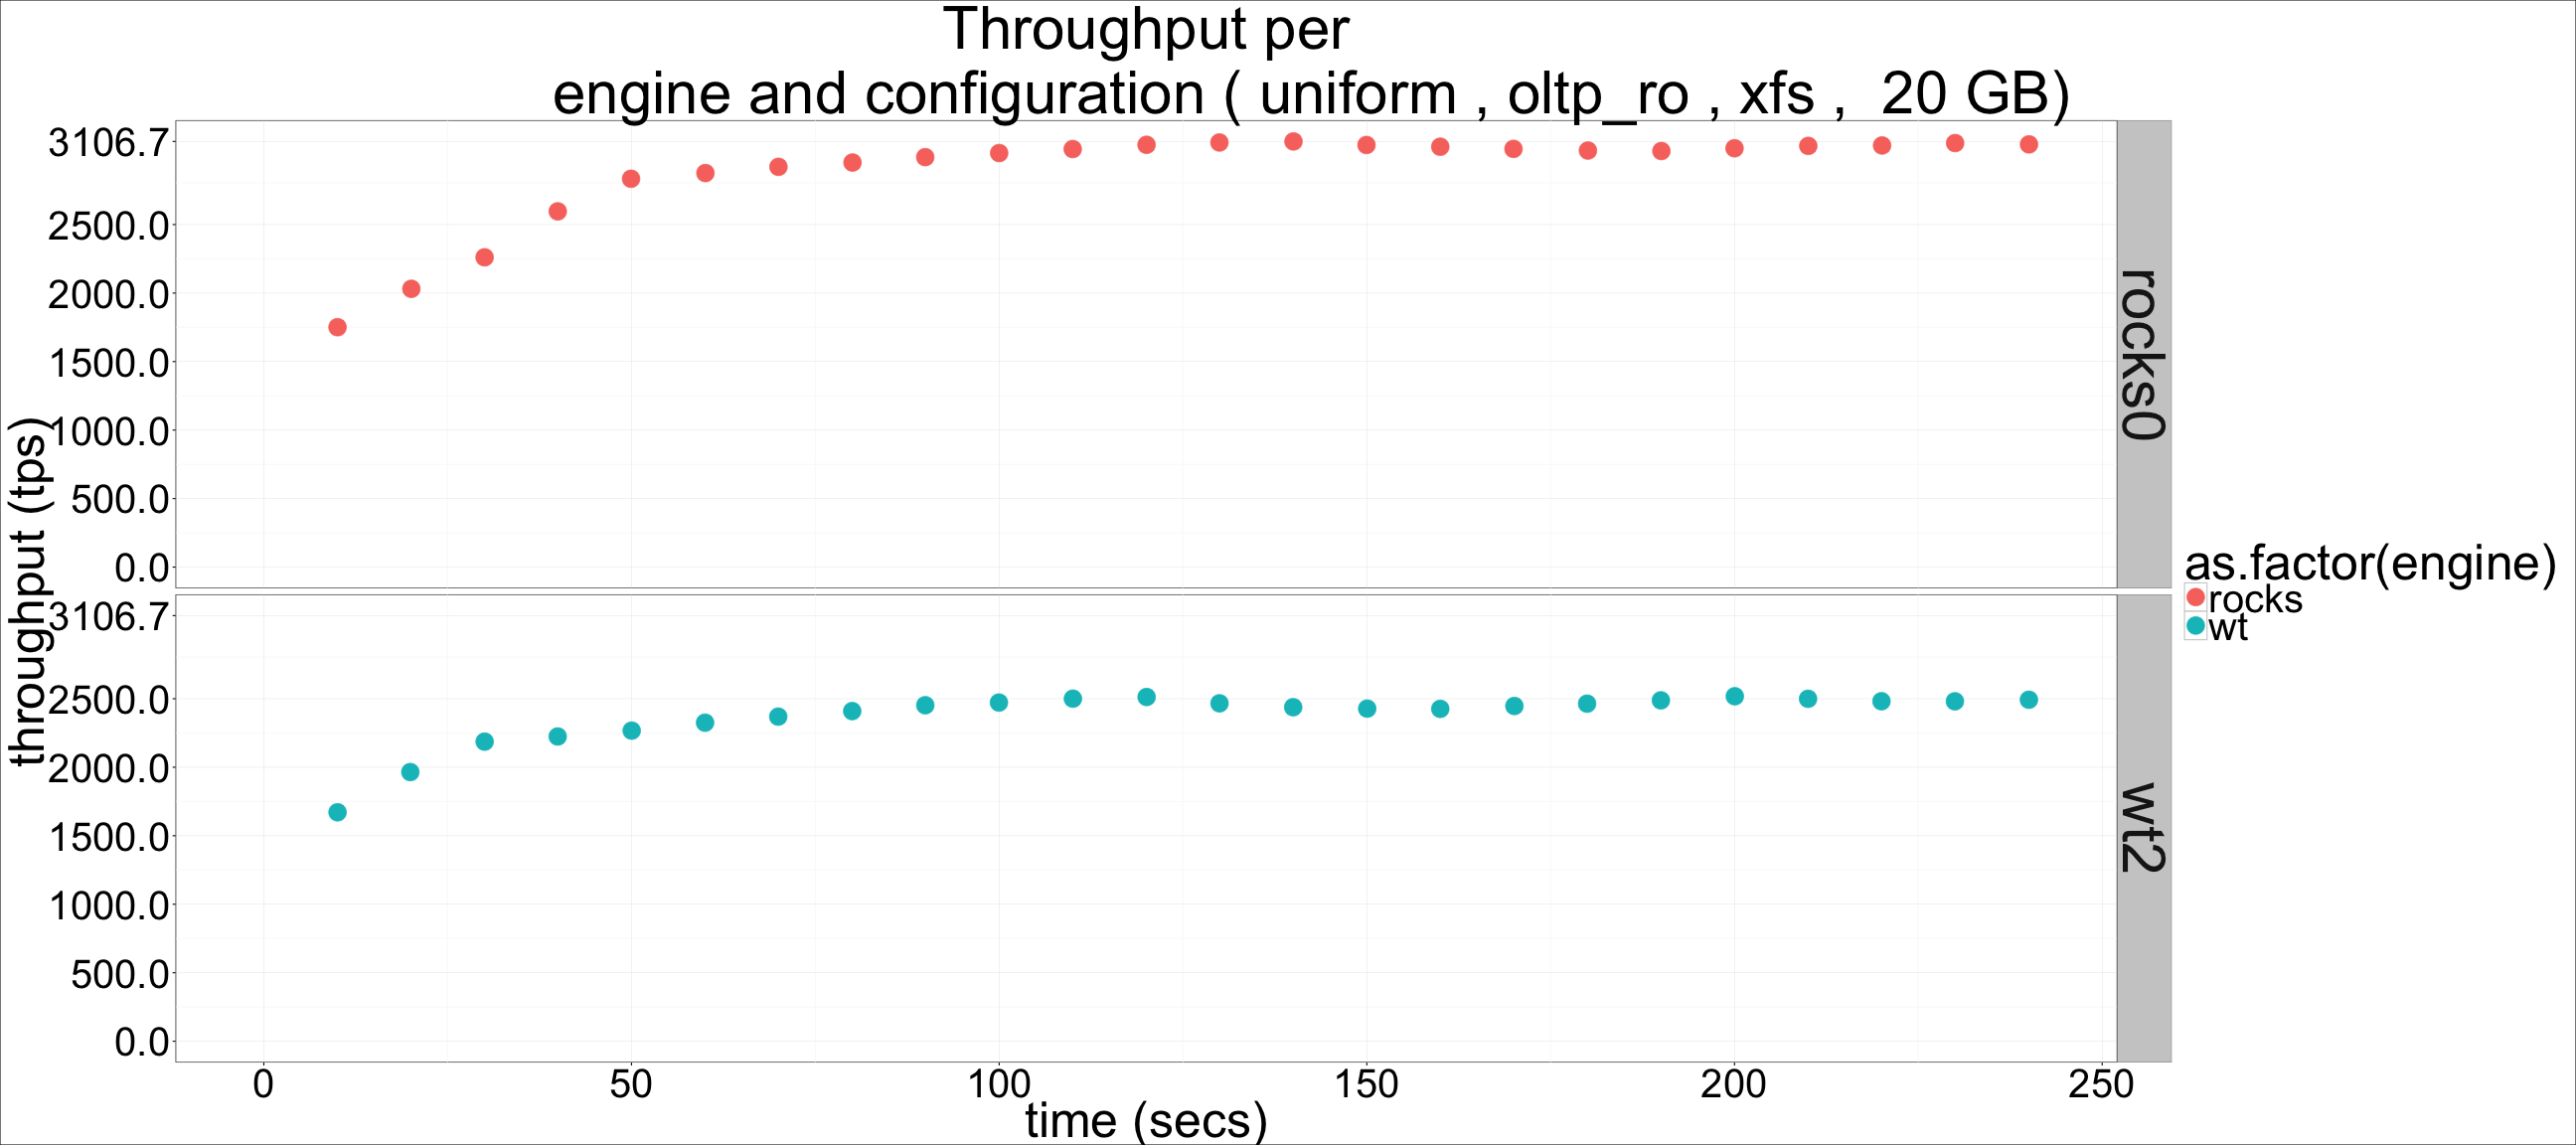 Throughput per
engine and configuration ( uniform , oltp_ro , xfs ,  20 GB)
throughput (tps)
3106.7
2500.0
2000.0
1500.0
1000.0
500.0
0.0
rocks0
3106.7
2500.0
2000.0
1500.0
1000.0
500.0
0.0
wt2
0 50 100 150 200 250
time (secs)
as.factor(engine)
rocks
wt